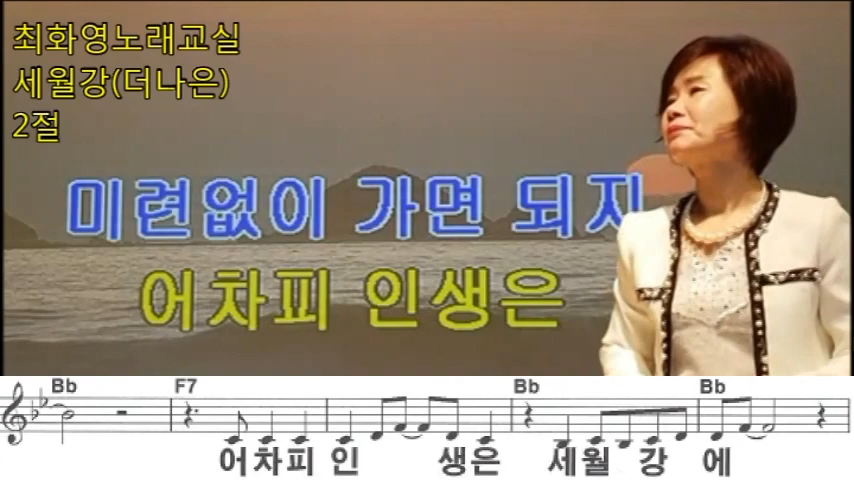 최화영노래교실
세월강(더나은)
2절
미련없이 가면 되지
어차피 인생은
Bb F7 Bb Bb
어차피 인 생은 세월 강 에